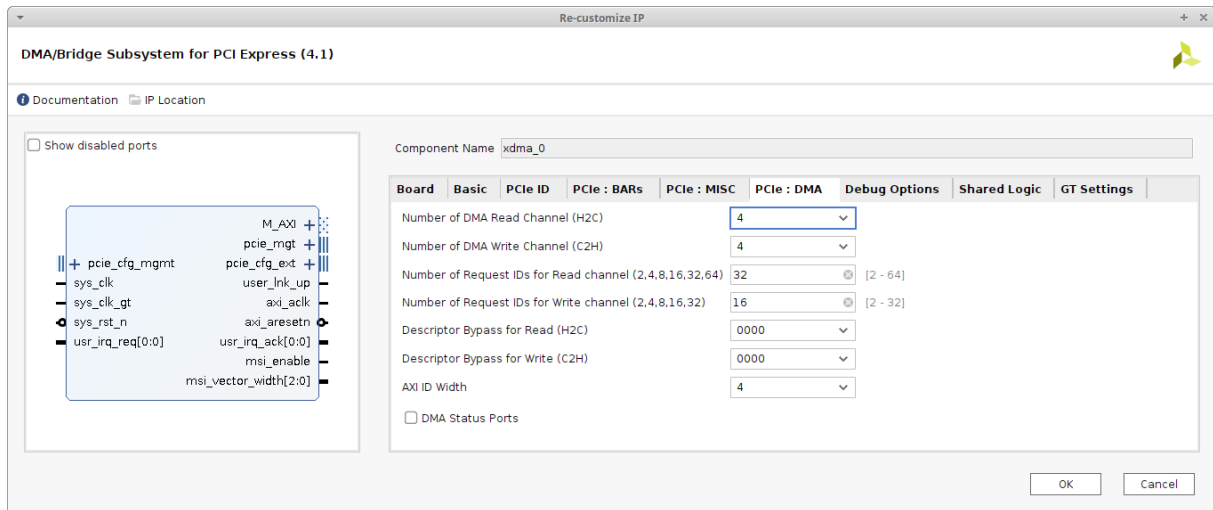 Re-customize IP
DMA/Bridge Subsystem for PCI Express (4.1)
Documentation IP Location
Show disabled ports
M_AXI
pcie_mgt
pcie_cfg_mgmt pcie_cfg_ext
sys_clk user_lnk_up
sys_clk_gt axi_aclk
sys_rst_n axi_aresetn
usr_irq_req[0:0] usr_irq_ack[0:0]
msi_enable
msi_vector_width[2:0]
Component Name xdma_0
Board Basic PCIe ID PCIe : BARs PCIe : MISC PCIe : DMA Debug Options Shared Logic GT Settings
Number of DMA Read Channel (H2C) 4
Number of DMA Write Channel (C2H) 4
Number of Request IDs for Read channel (2,4,8,16,32,64) 32 [2 - 64]
Number of Request IDs for Write channel (2,4,8,16,32) 16 [2 - 32]
Descriptor Bypass for Read (H2C) 0000
Descriptor Bypass for Write (C2H) 0000
AXI ID Width 4
DMA Status Ports
OK Cancel